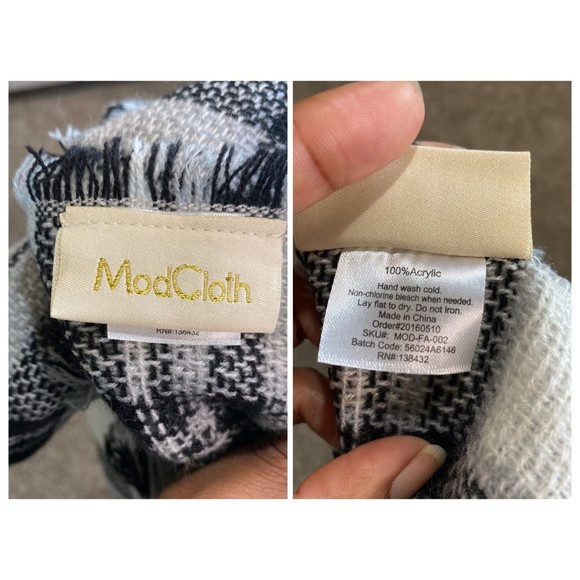 ModCloth
RN#:138432
100%Acrylic
Hand wash cold.
Non-chlorine bleach when needed.
Lay flat to dry. Do not Iron.
Made in China
Order#20160510
SKU#: MOD-FA-002
Batch Code: 56024A6146
RN#:138432